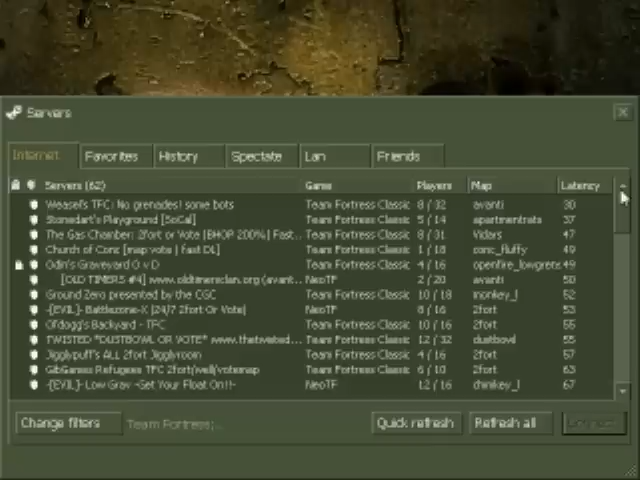 Servers
Internet Favorites History Spectate Lan Friends
Servers (62) Game Players Map Latency
Weasel's TFC: No grenades! some bots Team Fortress Classic 8 / 32 avanti 30
Stonedart's Playground [SoCal] Team Fortress Classic 5 / 14 apartmentrats 37
The Gas Chamber: 2fort or Vote |BHOP 200%| Fast... Team Fortress Classic 8 / 31 Vidars 47
Church of Conc [map vote | fast DL] Team Fortress Classic 1 / 18 conc_fluffy 49
Odin's Graveyard O v D Team Fortress Classic 4 / 16 openfire_lowgrens 49
[OLD TIMERS #4] www.oldtimersclan.org (avant... NeoTF 2 / 20 avanti 50
Ground Zero presented by the CGC Team Fortress Classic 10 / 18 monkey_l 52
-[EVIL]- Battlezone-X |24/7 2fort Or Vote| NeoTF 8 / 16 2fort 53
Ofdogg's Backyard - TFC Team Fortress Classic 10 / 16 2fort 55
TWISTED *DUSTBOWL OR VOTE* www.thetwisted... Team Fortress Classic 12 / 32 dustbowl 55
Jigglypuff's ALL 2fort Jigglyroom Team Fortress Classic 4 / 16 2fort 57
GibGames Refugees TFC 2fort/well/votemap Team Fortress Classic 6 / 10 2fort 63
-[EVIL]- Low Grav -Get Your Float On!!- NeoTF 12 / 16 chimkey_l 67
Change filters Team Fortress;.. Quick refresh Refresh all